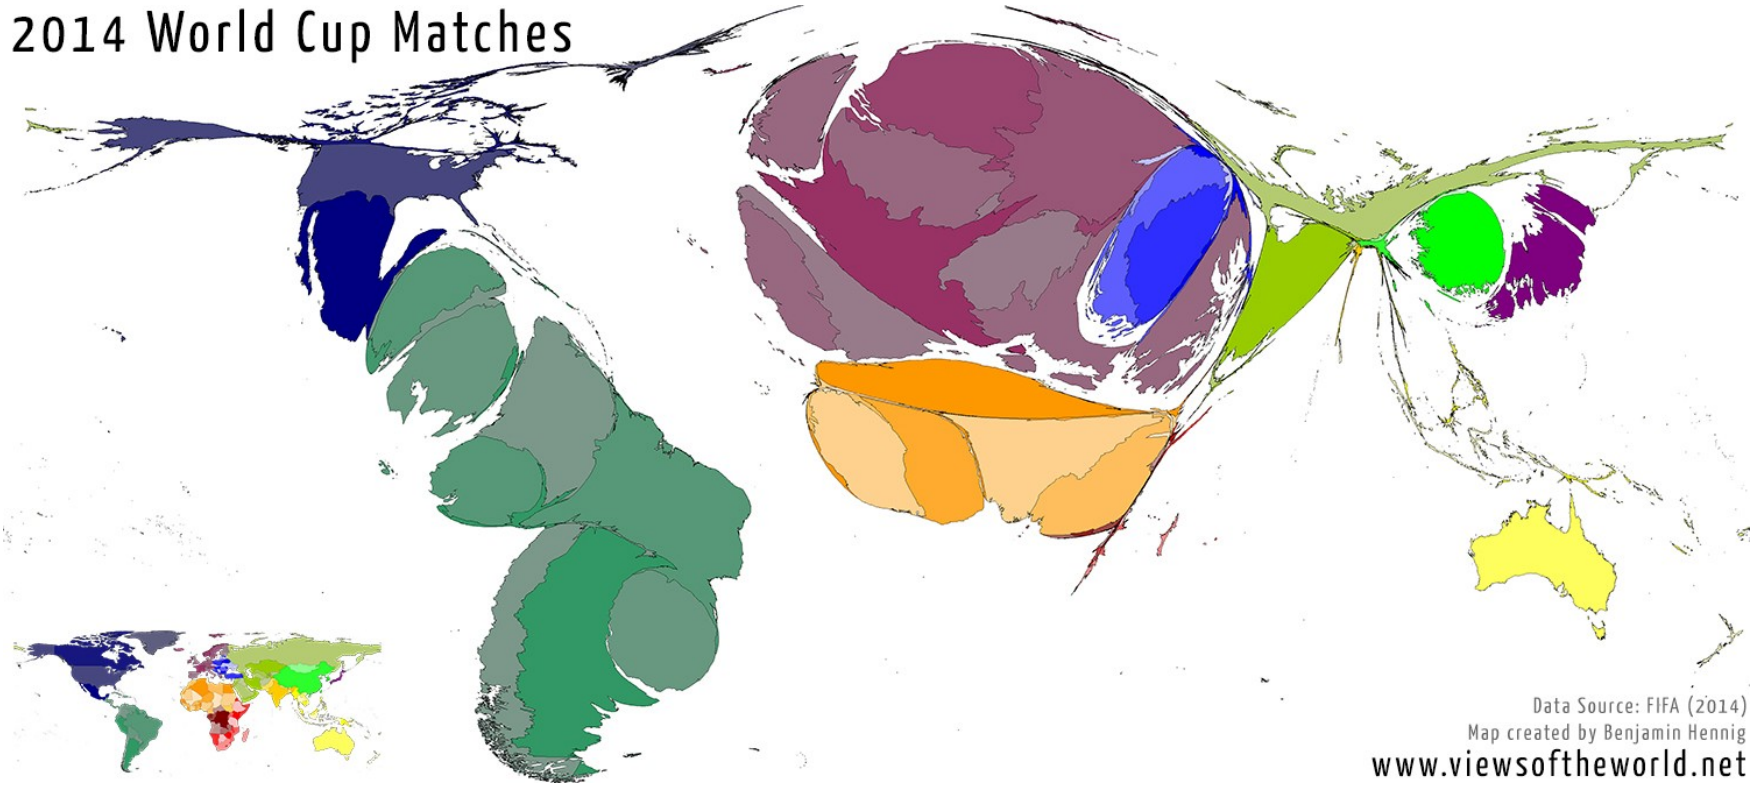 2014 World Cup Matches
Data Source: FIFA (2014)
Map created by Benjamin Hennig
www.viewsoftheworld.net